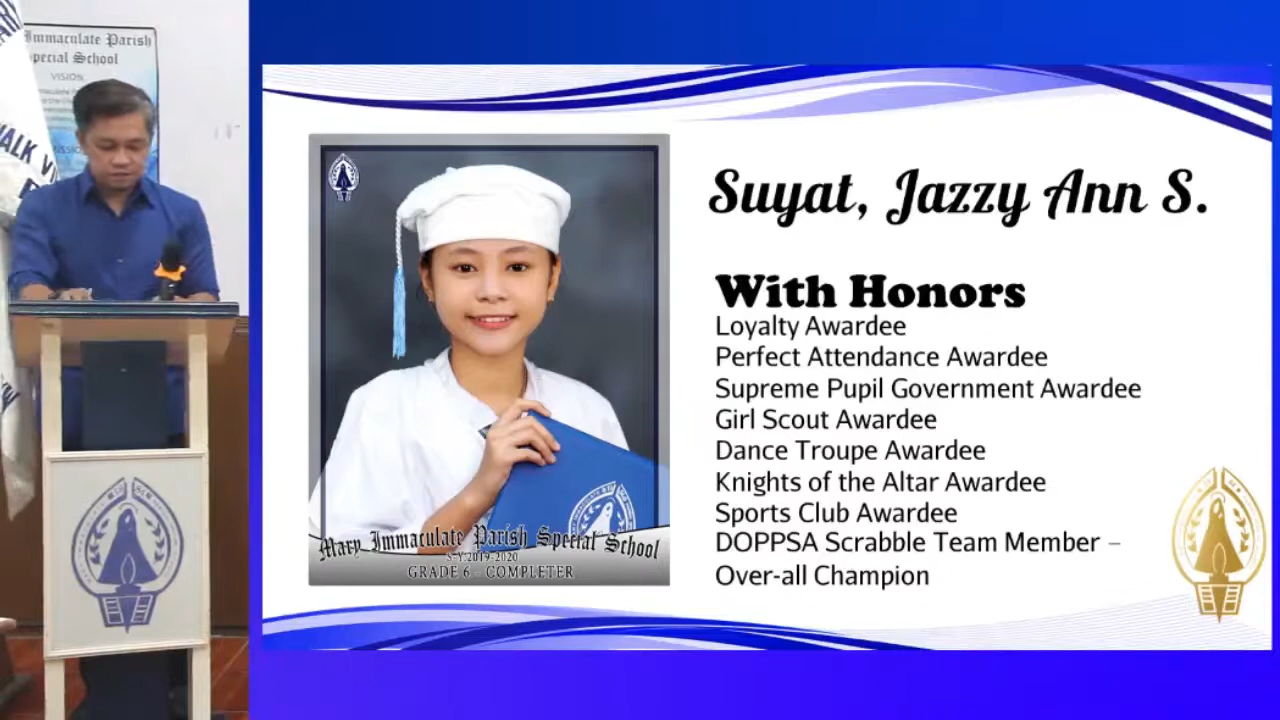 Immaculate Parish
Special School
VISION
WALK
Suyat, Jazzy Ann S.
With Honors
Loyalty Awardee
Perfect Attendance Awardee
Supreme Pupil Government Awardee
Girl Scout Awardee
Dance Troupe Awardee
Knights of the Altar Awardee
Sports Club Awardee
DOPPSA Scrabble Team Member –
Over-all Champion
Mary Immaculate Parish Special School
S.Y.2019-2020
GRADE 6 - COMPLETER